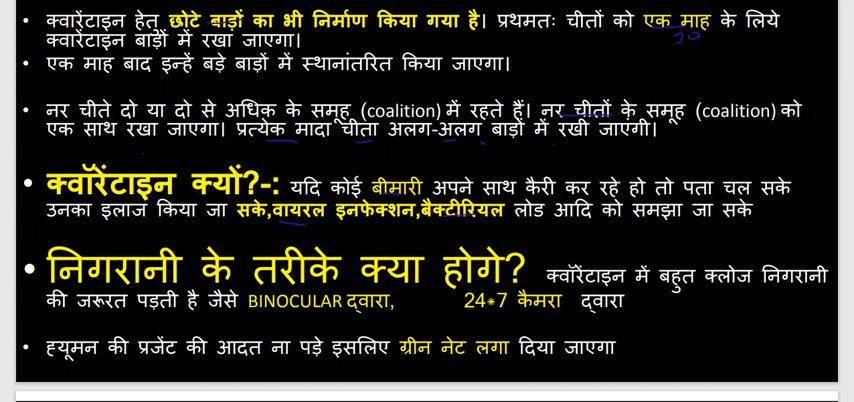 • क्वारेंटाइन हेतु छोटे बाड़ों का भी निर्माण किया गया है। प्रथमतः चीतों को एक माह के लिये
क्वारेंटाइन बाड़ों में रखा जाएगा।
• एक माह बाद इन्हें बड़े बाड़ों में स्थानांतरित किया जाएगा।
• नर चीते दो या दो से अधिक के समूह (coalition) में रहते हैं। नर चीतों के समूह (coalition) को
एक साथ रखा जाएगा। प्रत्येक मादा चीता अलग-अलग बाड़ों में रखी जाएंगी।
• क्वॉरेंटाइन क्यों?-: यदि कोई बीमारी अपने साथ कैरी कर रहे हो तो पता चल सके
उनका इलाज किया जा सके,वायरल इनफेक्शन,बैक्टीरियल लोड आदि को समझा जा सके
• निगरानी के तरीके क्या होगे? क्वॉरेंटाइन में बहुत क्लोज निगरानी
की जरूरत पड़ती है जैसे BINOCULAR द्वारा, 24*7 कैमरा द्वारा
• ह्यूमन की प्रजेंट की आदत ना पड़े इसलिए ग्रीन नेट लगा दिया जाएगा